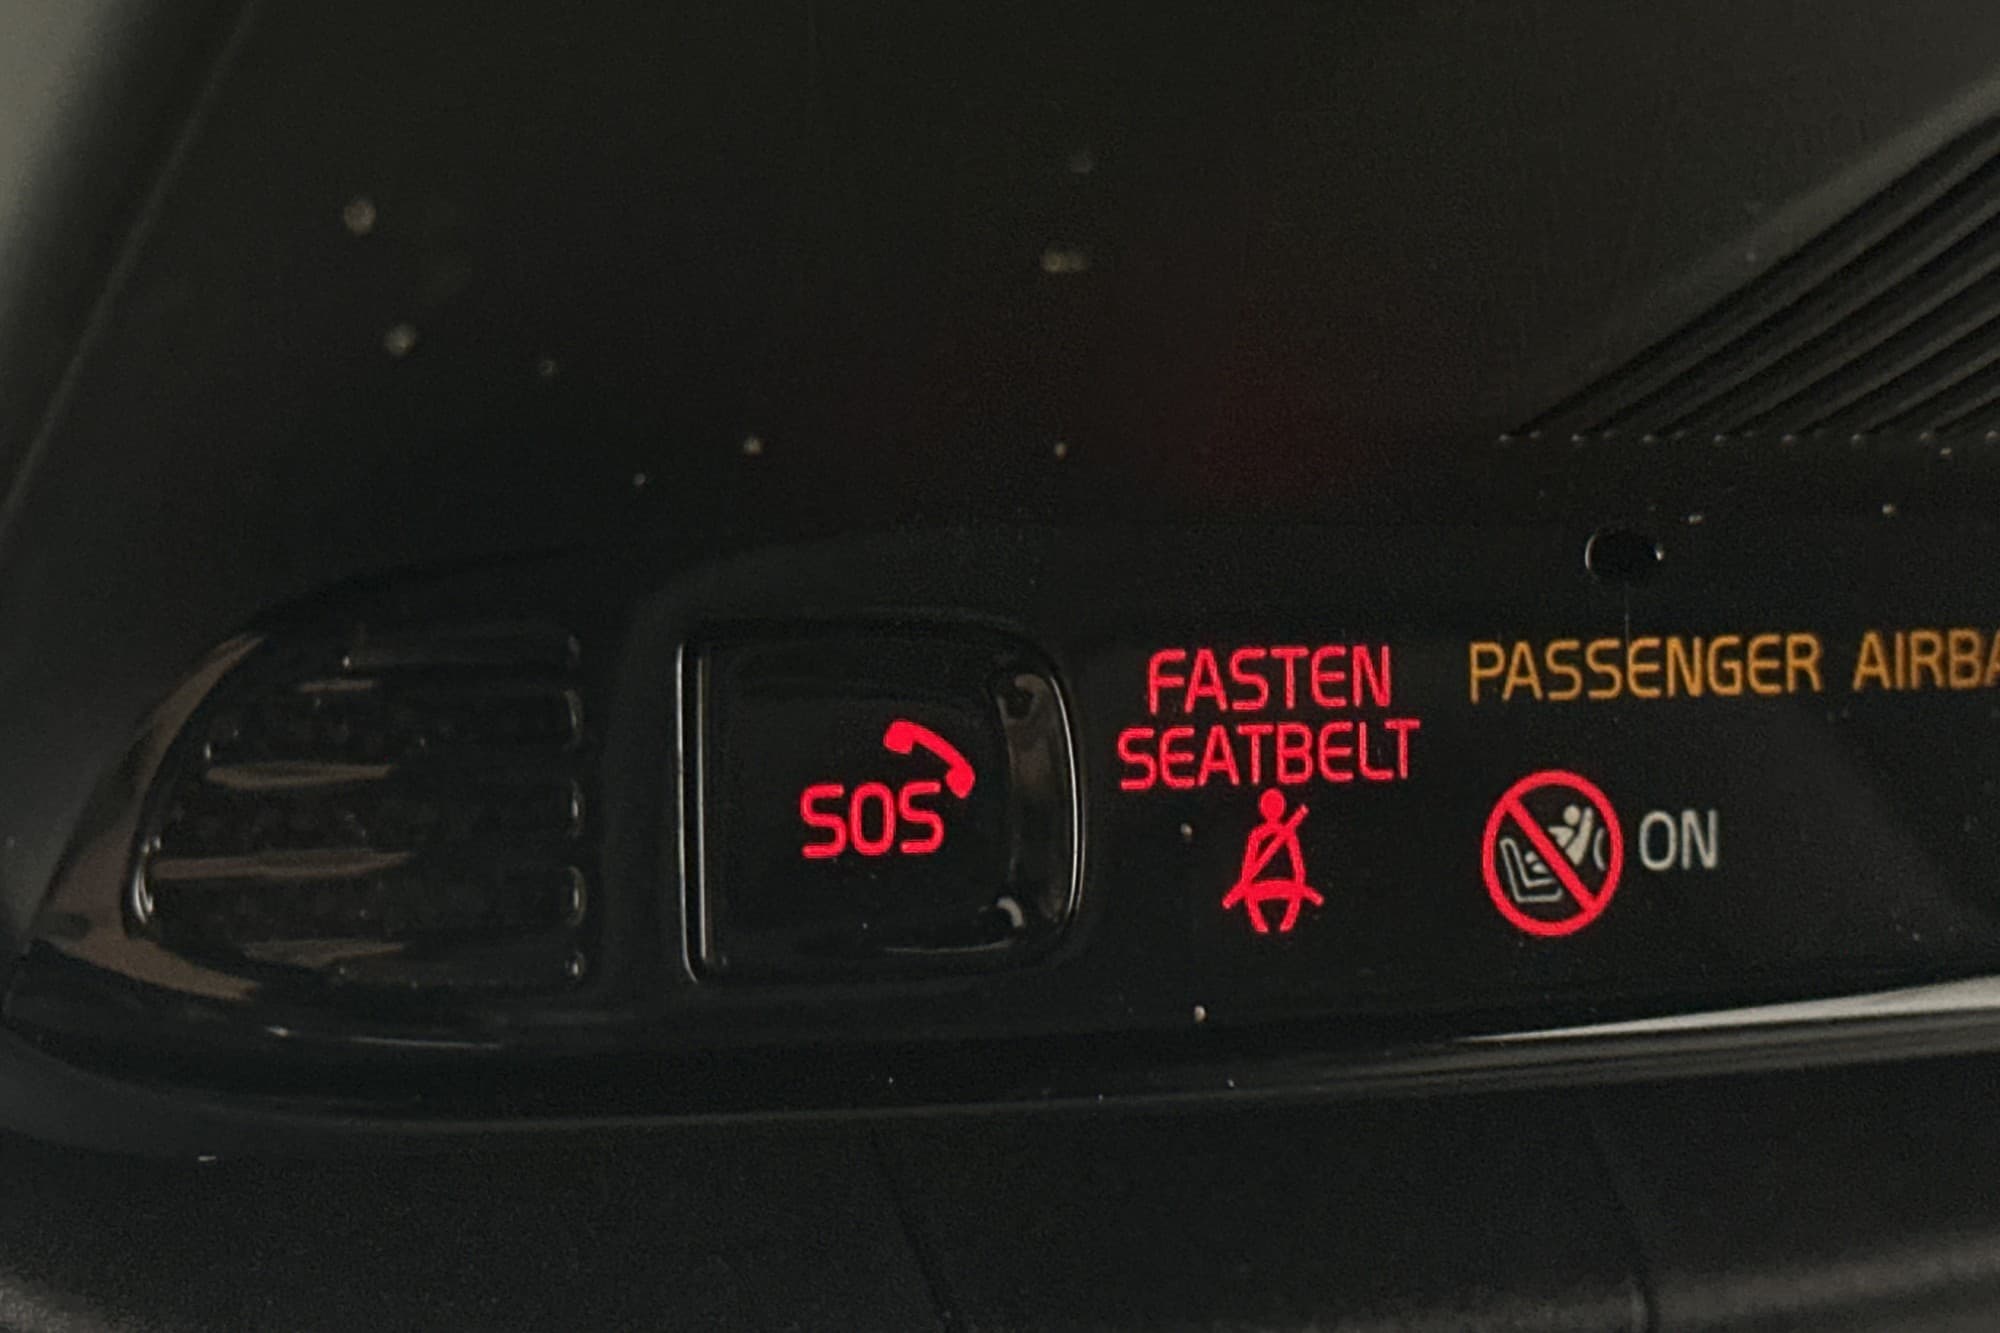 SOS
FASTEN
SEATBELT
PASSENGER
ON